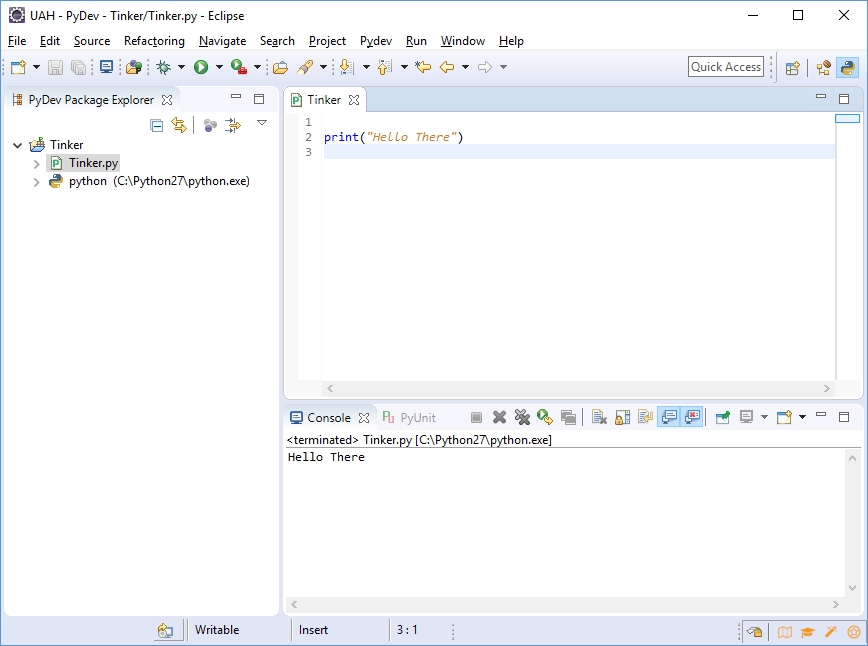 UAH - PyDev - Tinker/Tinker.py - Eclipse
File Edit Source Refactoring Navigate Search Project Pydev Run Window Help
Quick Access
PyDev Package Explorer
Tinker
Tinker.py
python (C:\Python27\python.exe)
Tinker
1
2 print("Hello There")
3
Console PyUnit
<terminated> Tinker.py [C:\Python27\python.exe]
Hello There
Writable Insert 3 : 1